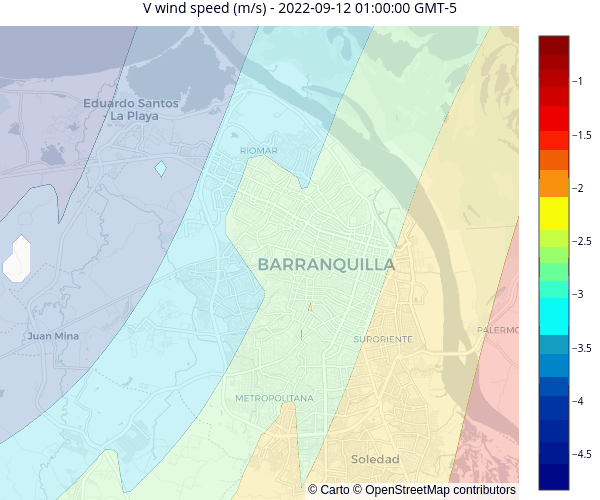 V wind speed (m/s) - 2022-09-12 01:00:00 GMT-5
Eduardo Santos
La Playa
RIOMAR
BARRANQUILLA
Juan Mina
SURORIENTE
PALERMO
METROPOLITANA
Soledad
© Carto © OpenStreetMap contributors
−1
−1.5
−2
−2.5
−3
−3.5
−4
−4.5